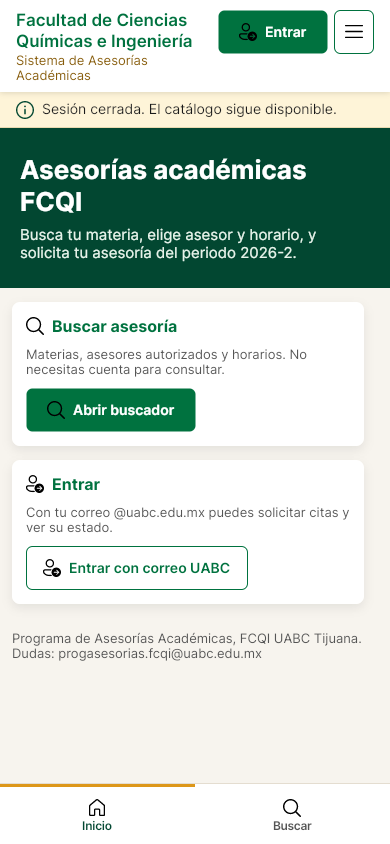 Facultad de Ciencias
Químicas e Ingeniería
Sistema de Asesorías
Académicas
Entrar
Sesión cerrada. El catálogo sigue disponible.
Asesorías académicas
FCQI
Busca tu materia, elige asesor y horario, y
solicita tu asesoría del periodo 2026-2.
Buscar asesoría
Materias, asesores autorizados y horarios. No
necesitas cuenta para consultar.
Abrir buscador
Entrar
Con tu correo @uabc.edu.mx puedes solicitar citas y
ver su estado.
Entrar con correo UABC
Programa de Asesorías Académicas, FCQI UABC Tijuana.
Dudas: progasesorias.fcqi@uabc.edu.mx
Inicio
Buscar